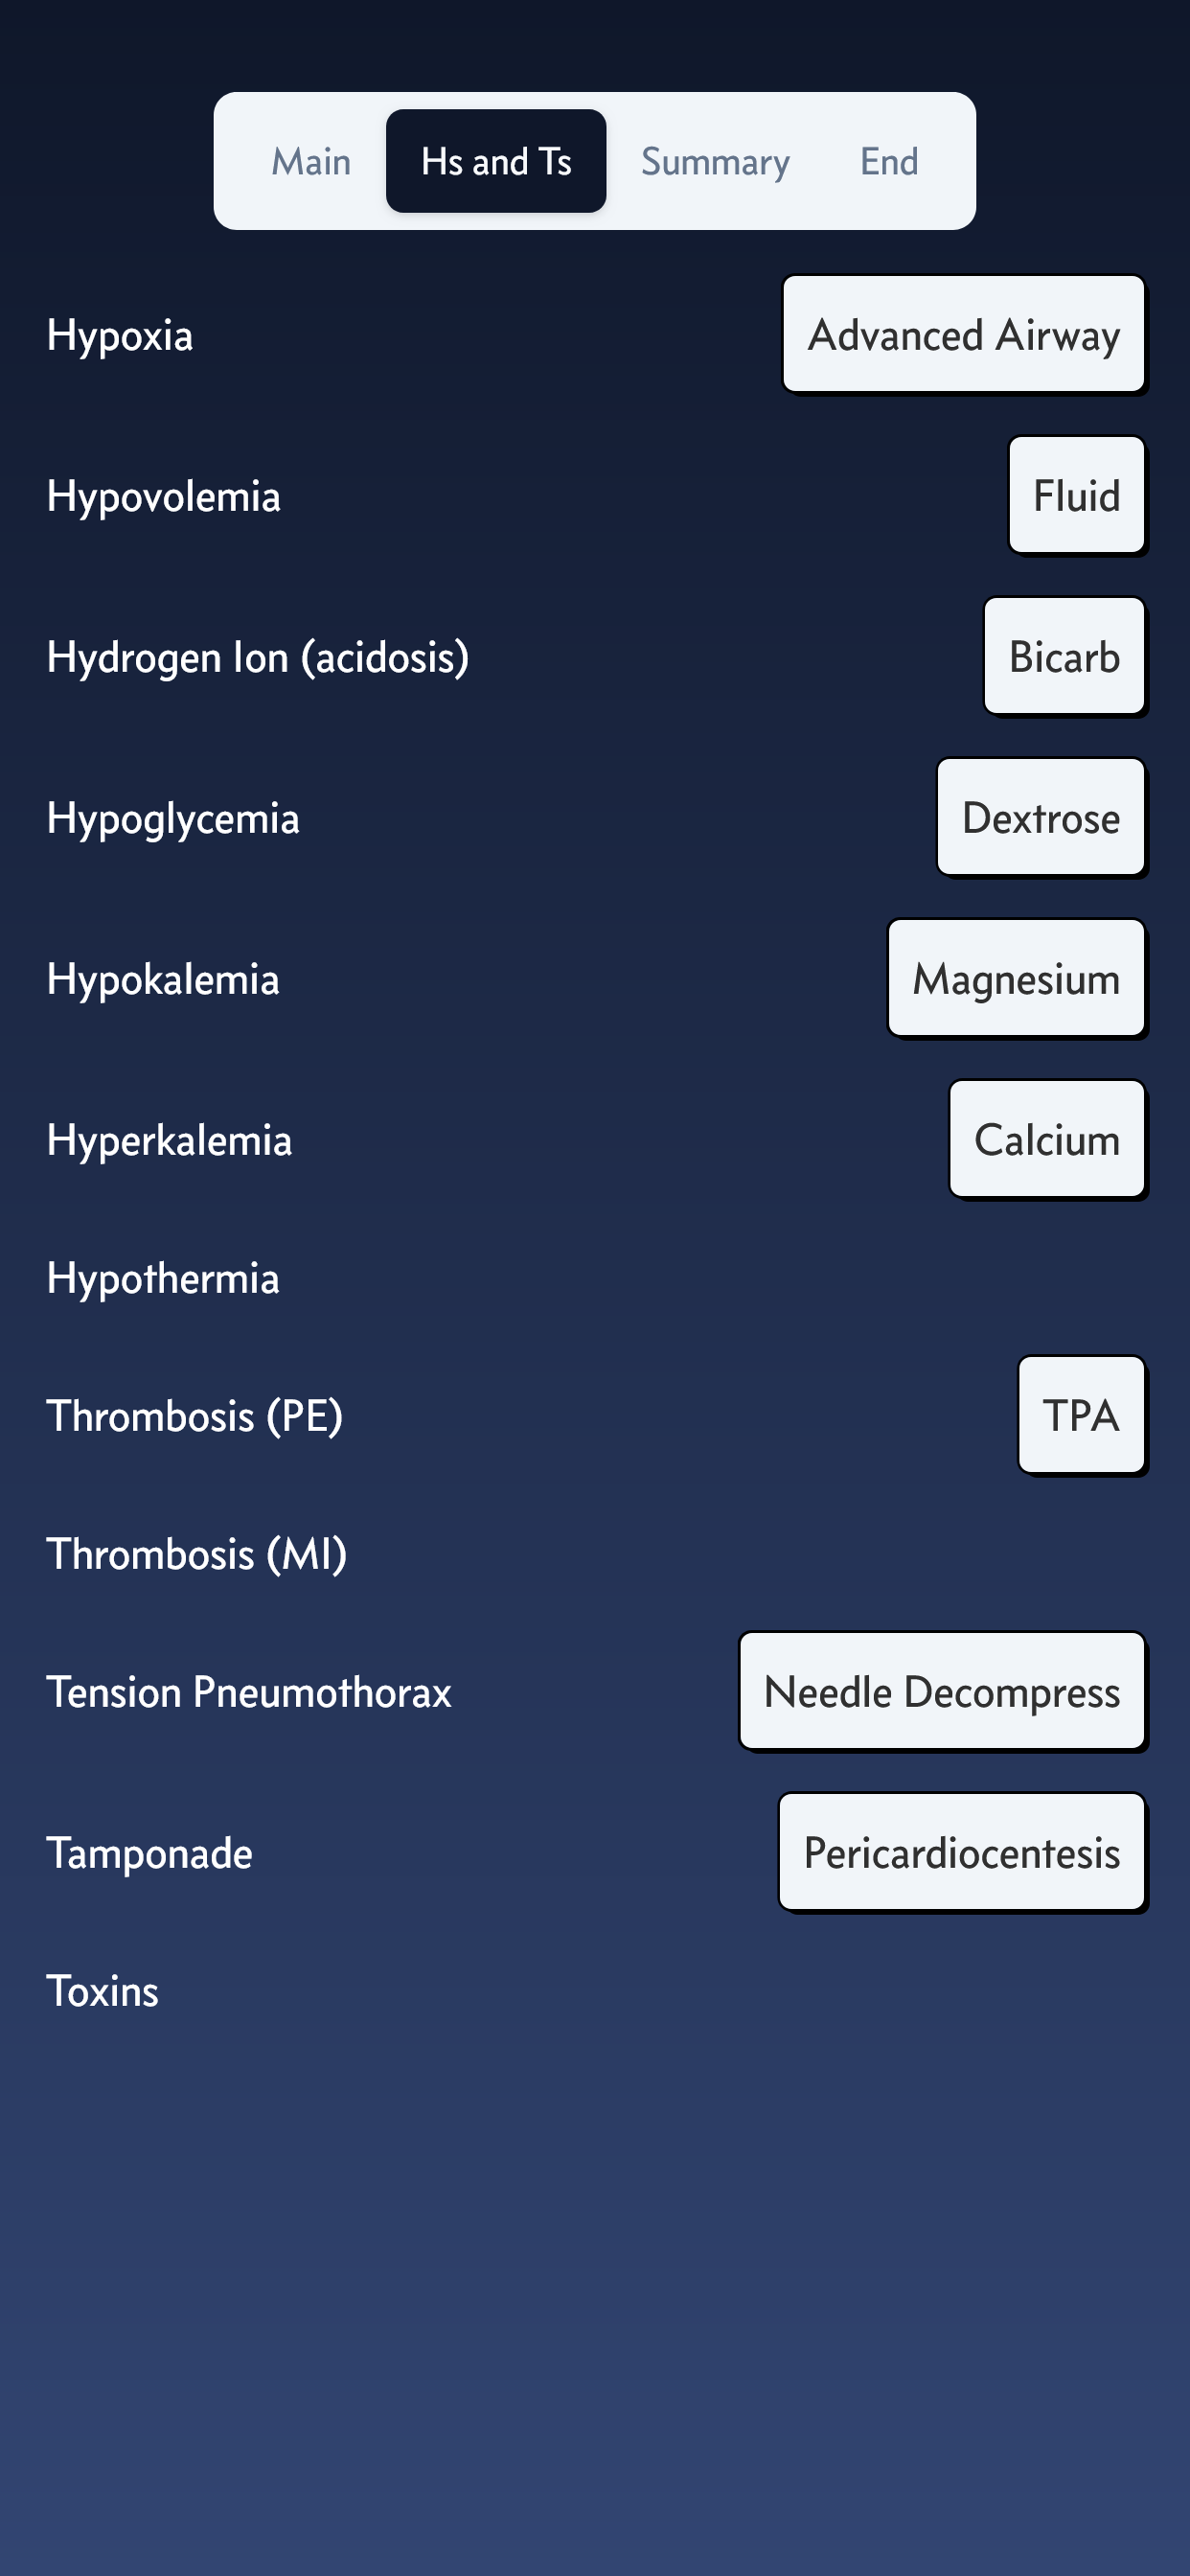 Main Hs and Ts Summary End
Hypoxia Advanced Airway
Hypovolemia Fluid
Hydrogen Ion (acidosis) Bicarb
Hypoglycemia Dextrose
Hypokalemia Magnesium
Hyperkalemia Calcium
Hypothermia
Thrombosis (PE) TPA
Thrombosis (MI)
Tension Pneumothorax Needle Decompress
Tamponade Pericardiocentesis
Toxins